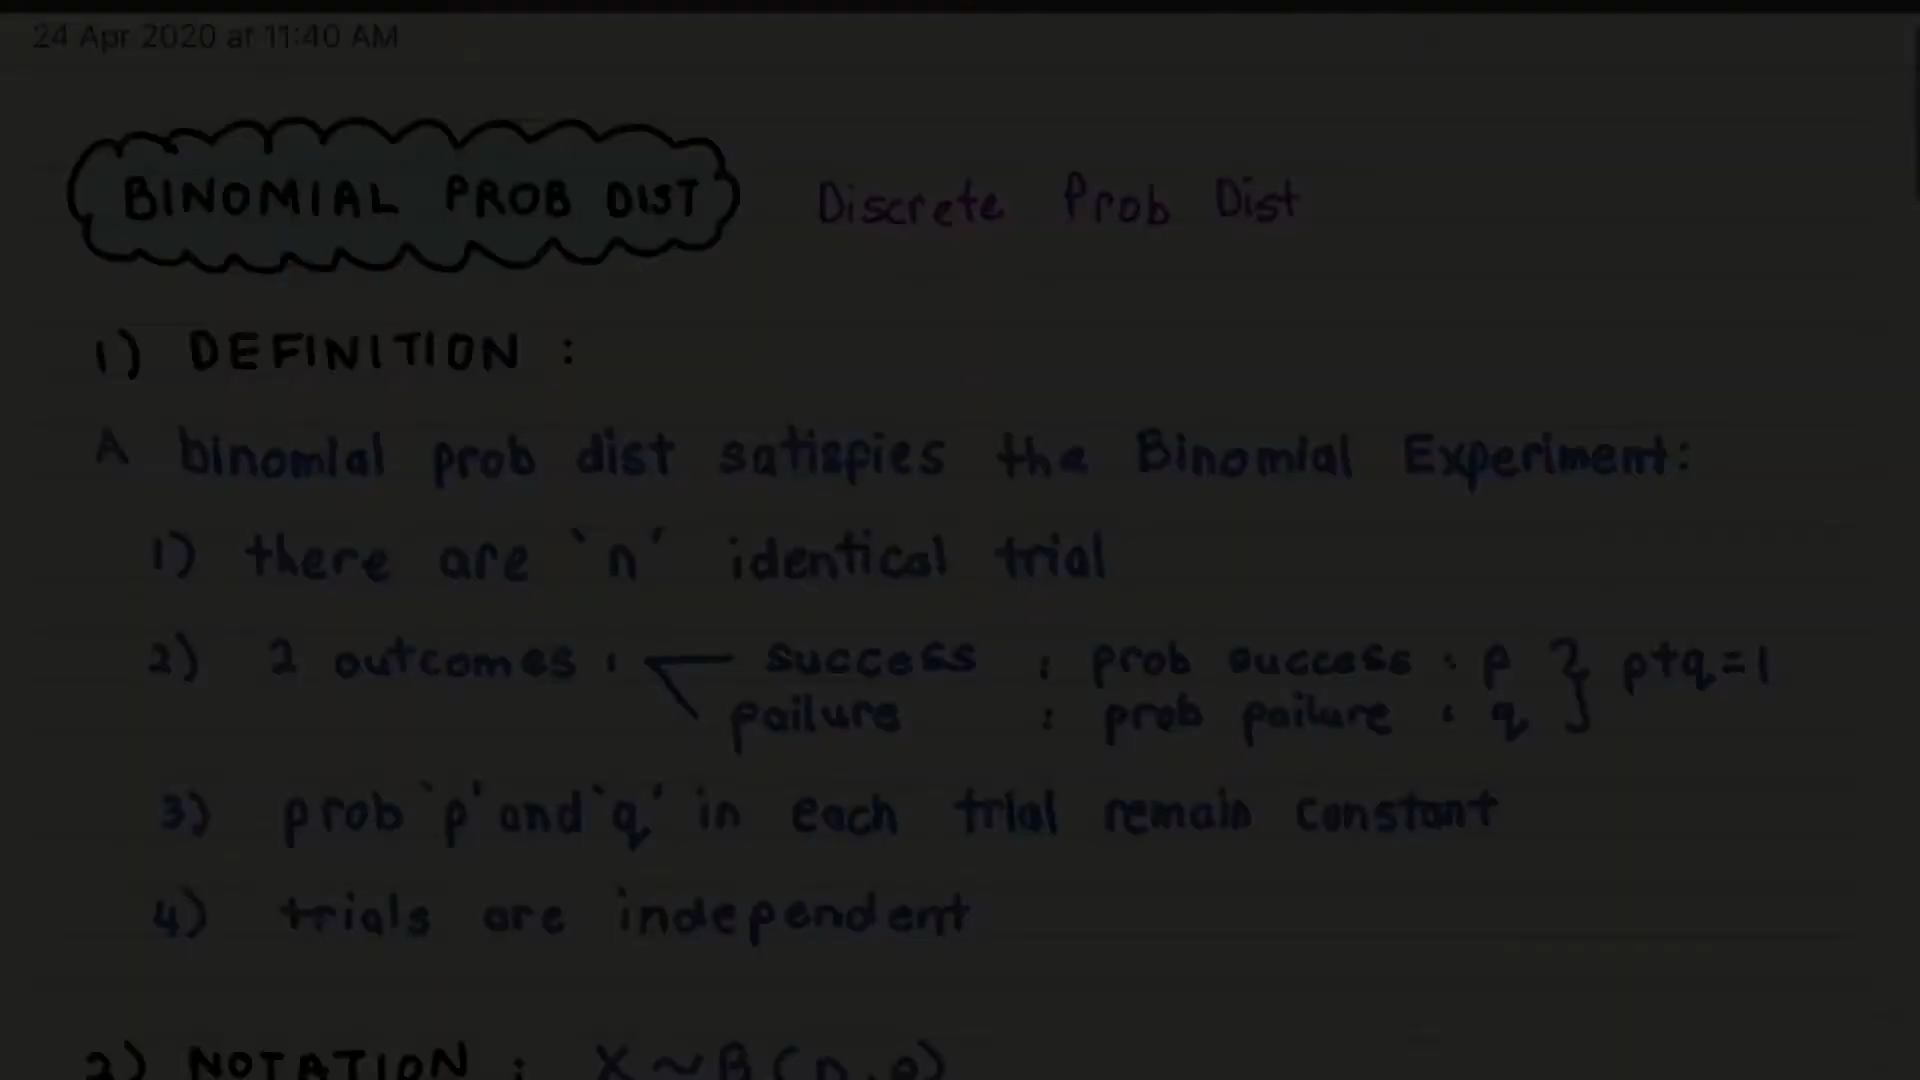 24 Apr 2020 at 11:40 AM
BINOMIAL PROB DIST Discrete Prob Dist
1) DEFINITION :
A binomial prob dist satisfies the Binomial Experiment:
1) there are 'n' identical trial
2) 2 outcomes : success : prob success : p } p+q=1
failure : prob failure : q
3) prob 'p' and 'q' in each trial remain constant
4) trials are independent
2) NOTATION : X ~ B(n,p)